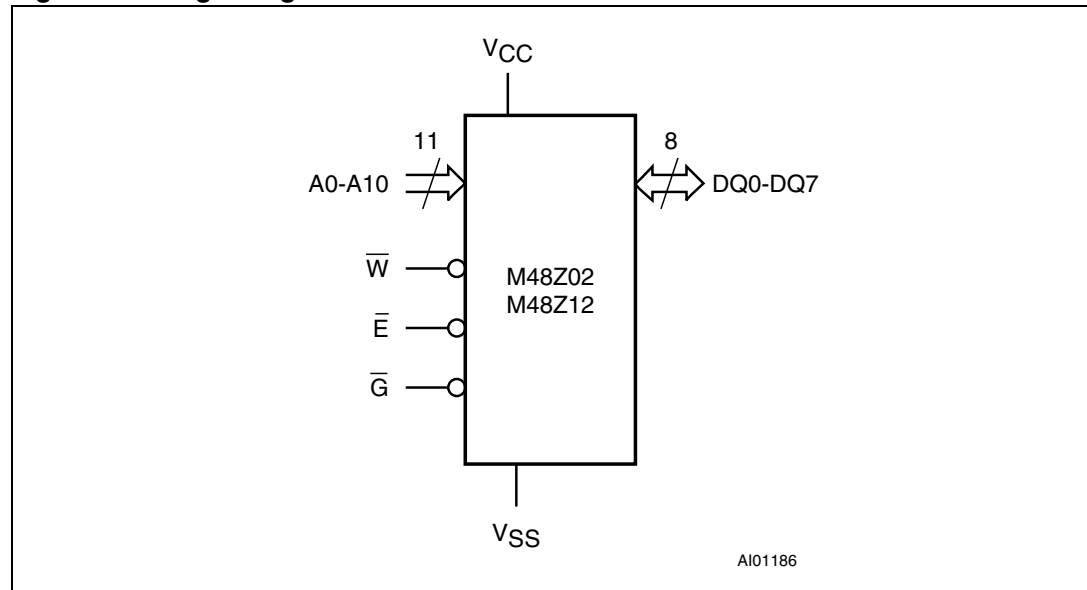 VCC
11
8
A0-A10
DQ0-DQ7
W̅
M48Z02
M48Z12
E̅
G̅
VSS
AI01186